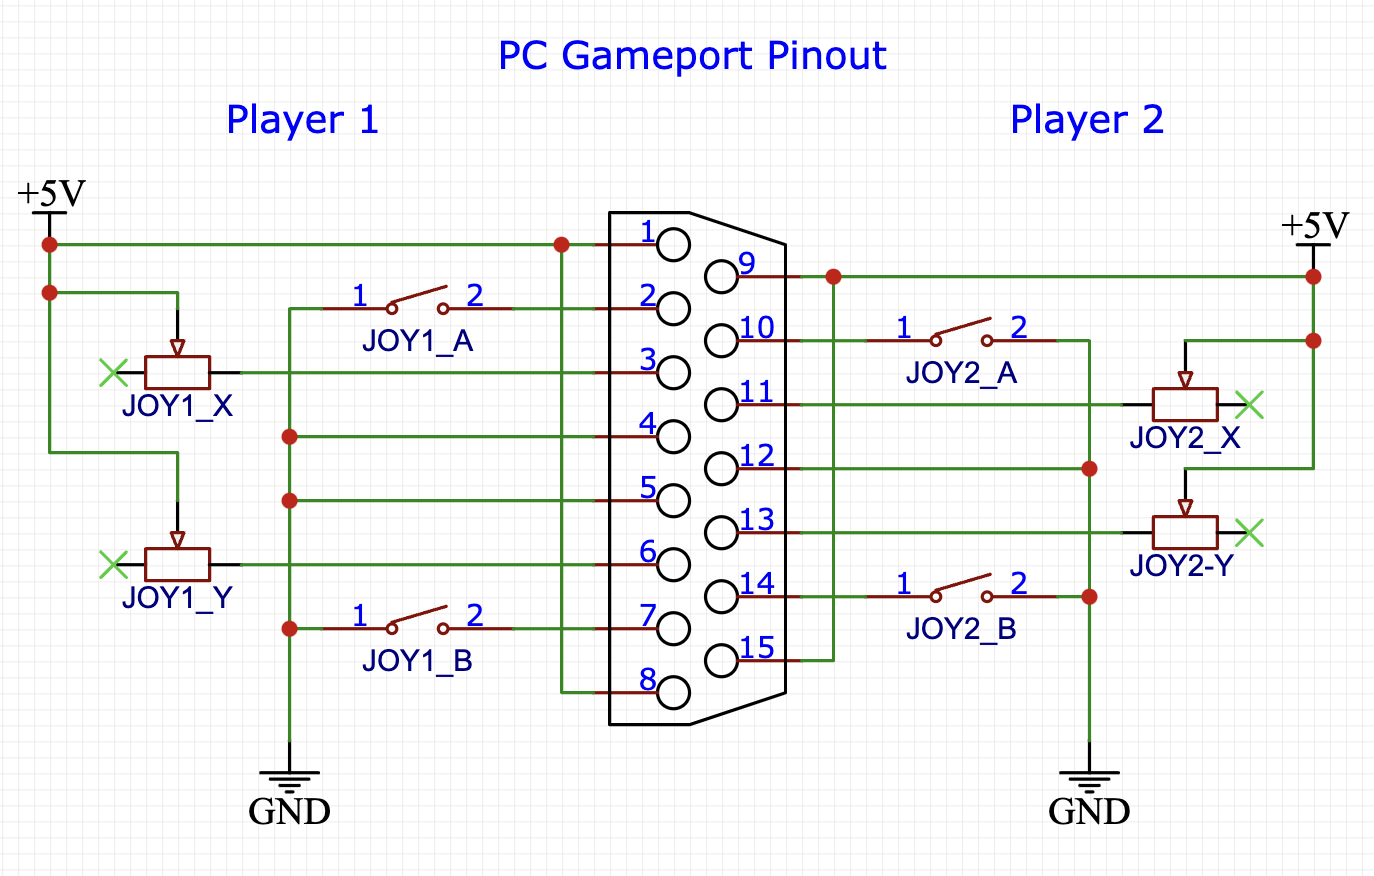 PC Gameport Pinout
Player 1
Player 2
+5V
+5V
1
9
1 2
JOY1_A
2
10
1 2
JOY2_A
3
JOY1_X
11
JOY2_X
4
12
5
13
JOY2-Y
6
JOY1_Y
14
1 2
JOY2_B
1 2
JOY1_B
7
15
8
GND
GND